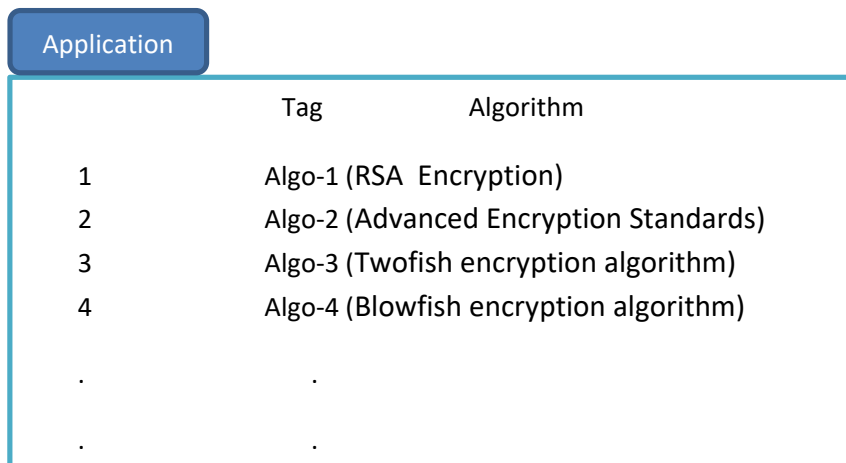 Application
Tag Algorithm
1 Algo-1 (RSA Encryption)
2 Algo-2 (Advanced Encryption Standards)
3 Algo-3 (Twofish encryption algorithm)
4 Algo-4 (Blowfish encryption algorithm)
. .
. .